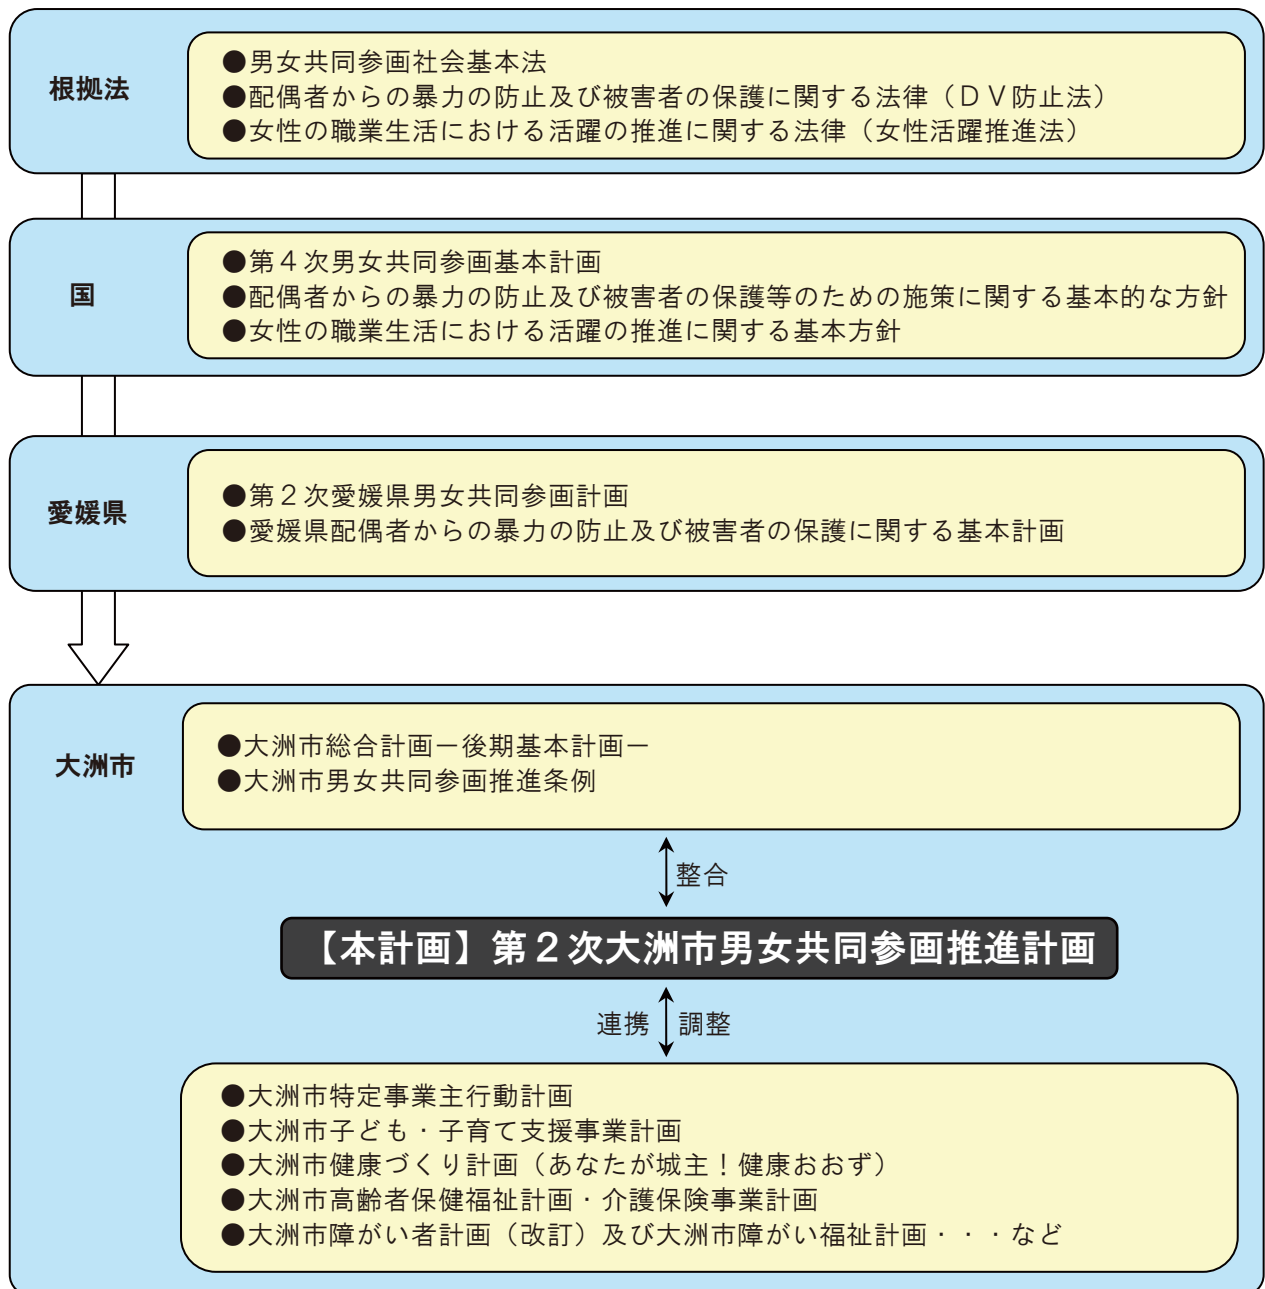 根拠法
●男女共同参画社会基本法
●配偶者からの暴力の防止及び被害者の保護に関する法律（ＤＶ防止法）
●女性の職業生活における活躍の推進に関する法律（女性活躍推進法）
国
●第４次男女共同参画基本計画
●配偶者からの暴力の防止及び被害者の保護等のための施策に関する基本的な方針
●女性の職業生活における活躍の推進に関する基本方針
愛媛県
●第２次愛媛県男女共同参画計画
●愛媛県配偶者からの暴力の防止及び被害者の保護に関する基本計画
大洲市
●大洲市総合計画ー後期基本計画ー
●大洲市男女共同参画推進条例
整合
【本計画】第２次大洲市男女共同参画推進計画
連携 調整
●大洲市特定事業主行動計画
●大洲市子ども・子育て支援事業計画
●大洲市健康づくり計画（あなたが城主！健康おおず）
●大洲市高齢者保健福祉計画・介護保険事業計画
●大洲市障がい者計画（改訂）及び大洲市障がい福祉計画・・・など